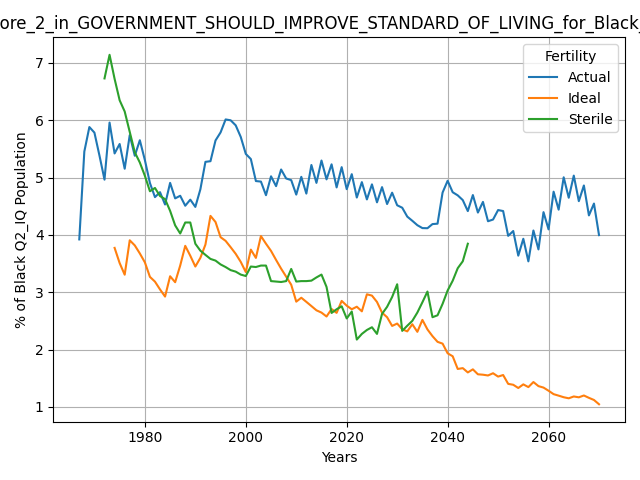 ore_2_in_GOVERNMENT_SHOULD_IMPROVE_STANDARD_OF_LIVING_for_Black_
Fertility
Actual
Ideal
Sterile
7
6
5
4
3
2
1
% of Black Q2_IQ Population
1980
2000
2020
2040
2060
Years